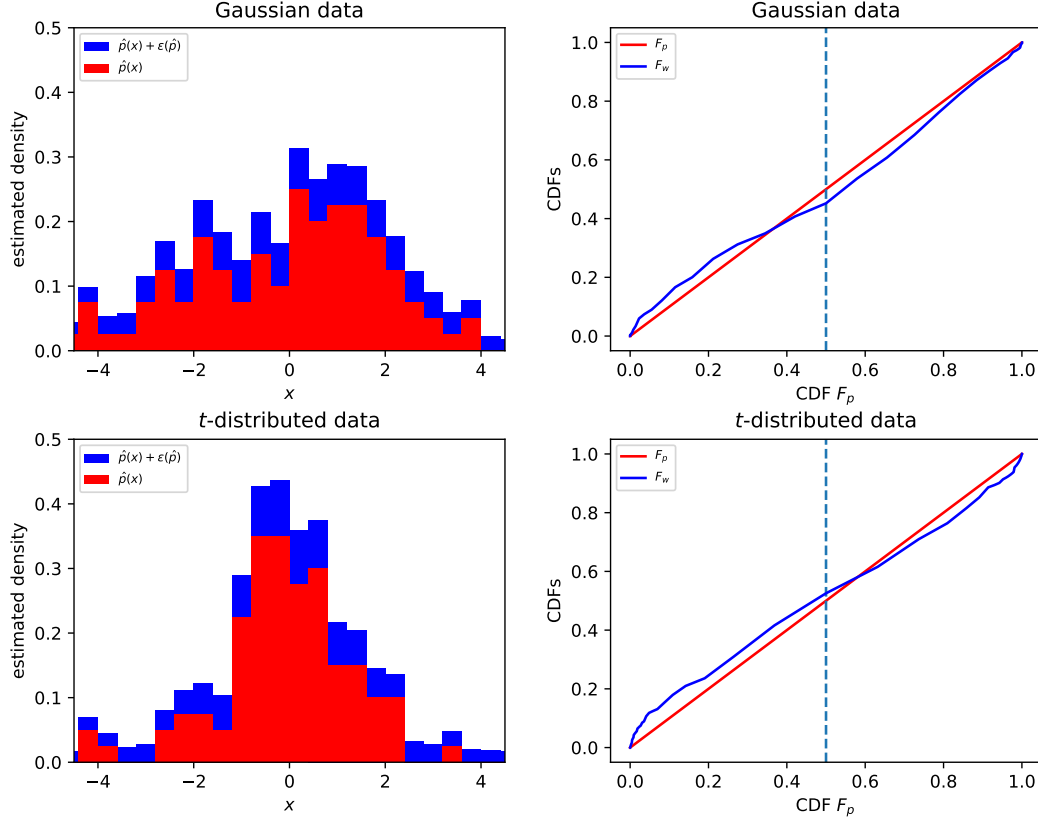 Gaussian data
0.5
0.4
0.3
0.2
0.1
0.0
estimated density
p̂(x) + ε(p̂)
p̂(x)
−4
−2
0
2
4
x
Gaussian data
1.0
0.8
0.6
0.4
0.2
0.0
CDFs
F_p
F_w
0.0
0.2
0.4
0.6
0.8
1.0
CDF F_p
t-distributed data
0.5
0.4
0.3
0.2
0.1
0.0
estimated density
p̂(x) + ε(p̂)
p̂(x)
−4
−2
0
2
4
x
t-distributed data
1.0
0.8
0.6
0.4
0.2
0.0
CDFs
F_p
F_w
0.0
0.2
0.4
0.6
0.8
1.0
CDF F_p